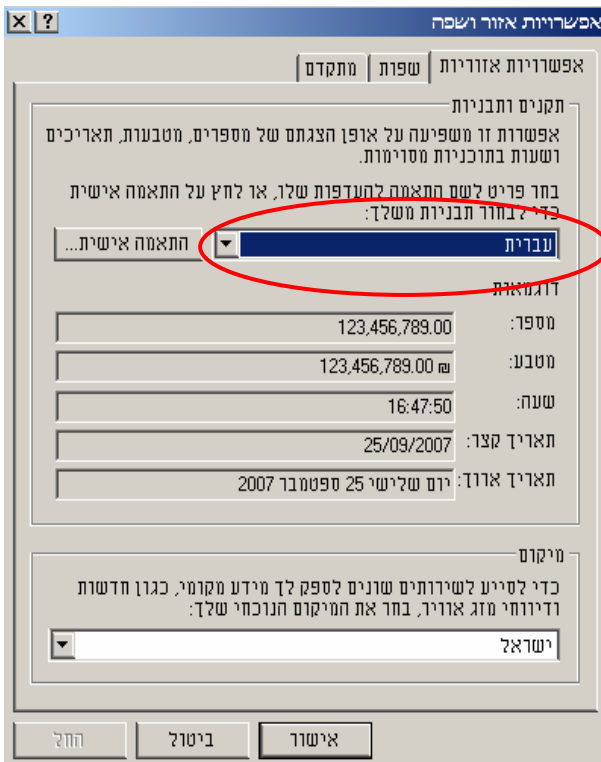 אפשרויות אזור ושפה
אפשרויות אזוריות
שפות
מתקדם
תקנים ותבניות
אפשרות זו משפיעה על אופן הצגתם של מספרים, מטבעות, תאריכים
ושעות בתוכניות מסוימות.
בחר פריט לשם התאמה להעדפות שלו, או לחץ על התאמה אישית
כדי לבחור תבניות משלך:
עברית
התאמה אישית...
דוגמאות
מספר:
123,456,789.00
מטבע:
123,456,789.00 ₪
שעה:
16:47:50
תאריך קצר:
25/09/2007
תאריך ארוך:
יום שלישי 25 ספטמבר 2007
מיקום
כדי לסייע לשירותים שונים לספק לך מידע מקומי, כגון חדשות
ודיווחי מזג אוויר, בחר את המיקום הנוכחי שלך:
ישראל
אישור
ביטול
החל